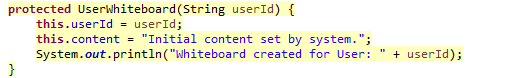 protected UserWhiteboard(String userId) {
    this.userId = userId;
    this.content = "Initial content set by system.";
    System.out.println("Whiteboard created for User: " + userId);
}